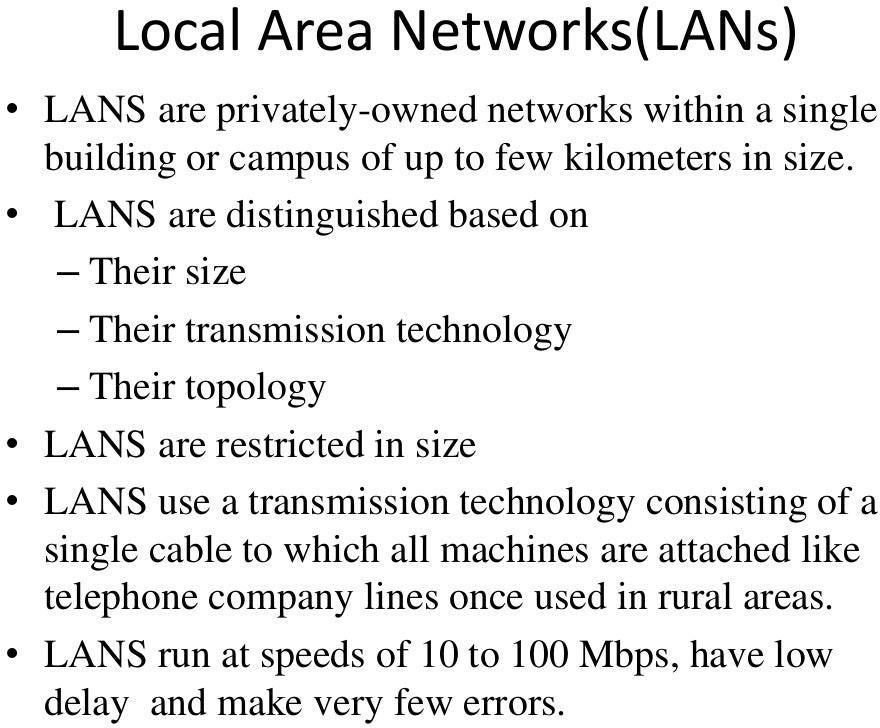 Local Area Networks(LANs)
• LANS are privately-owned networks within a single
building or campus of up to few kilometers in size.
• LANS are distinguished based on
– Their size
– Their transmission technology
– Their topology
• LANS are restricted in size
• LANS use a transmission technology consisting of a
single cable to which all machines are attached like
telephone company lines once used in rural areas.
• LANS run at speeds of 10 to 100 Mbps, have low
delay  and make very few errors.